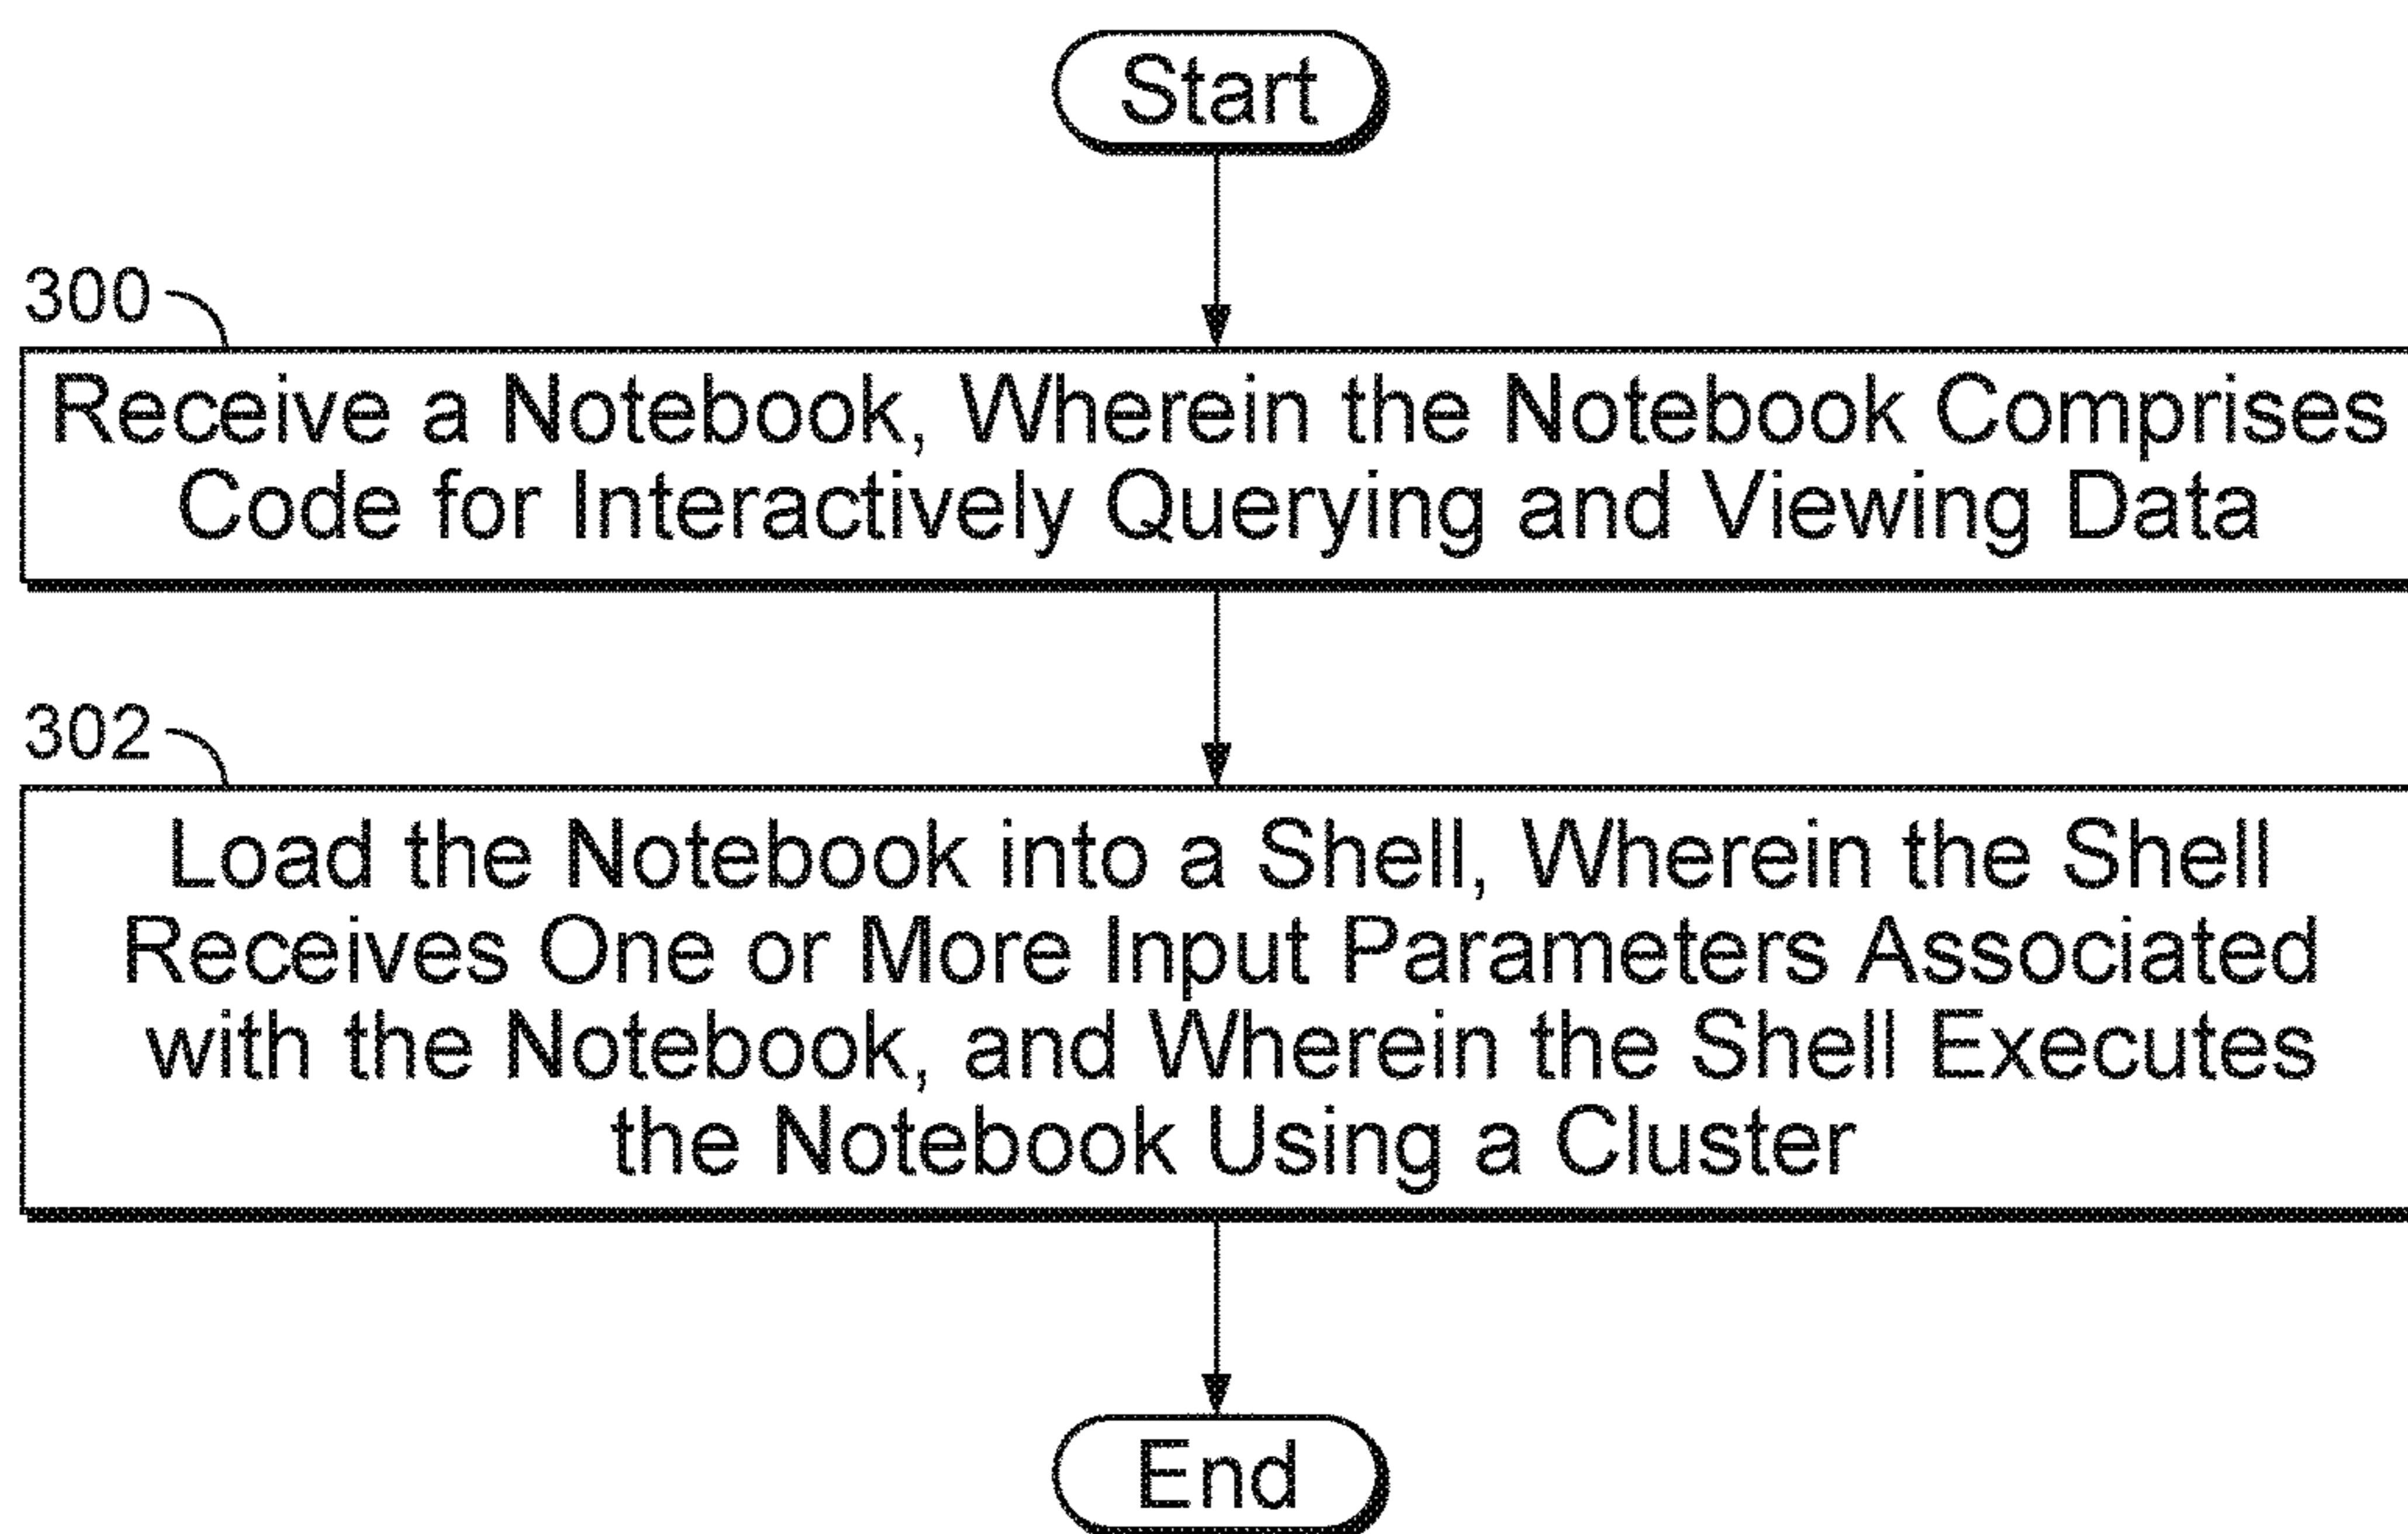 Start
300
Receive a Notebook, Wherein the Notebook Comprises
Code for Interactively Querying and Viewing Data
302
Load the Notebook into a Shell, Wherein the Shell
Receives One or More Input Parameters Associated
with the Notebook, and Wherein the Shell Executes
the Notebook Using a Cluster
End